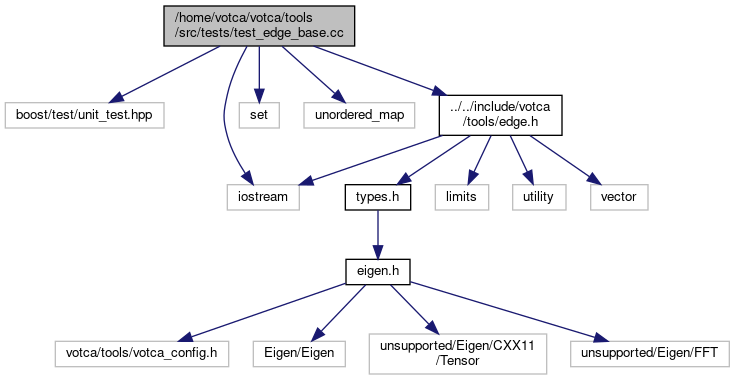 /home/votca/votca/tools
/src/tests/test_edge_base.cc
boost/test/unit_test.hpp
set
unordered_map
../../include/votca
/tools/edge.h
iostream
types.h
limits
utility
vector
eigen.h
votca/tools/votca_config.h
Eigen/Eigen
unsupported/Eigen/CXX11
/Tensor
unsupported/Eigen/FFT